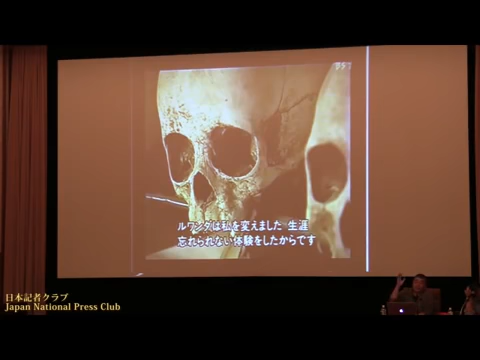 ルワンダは私を変えました 生涯
忘れられない体験をしたからです
日本記者クラブ
Japan National Press Club